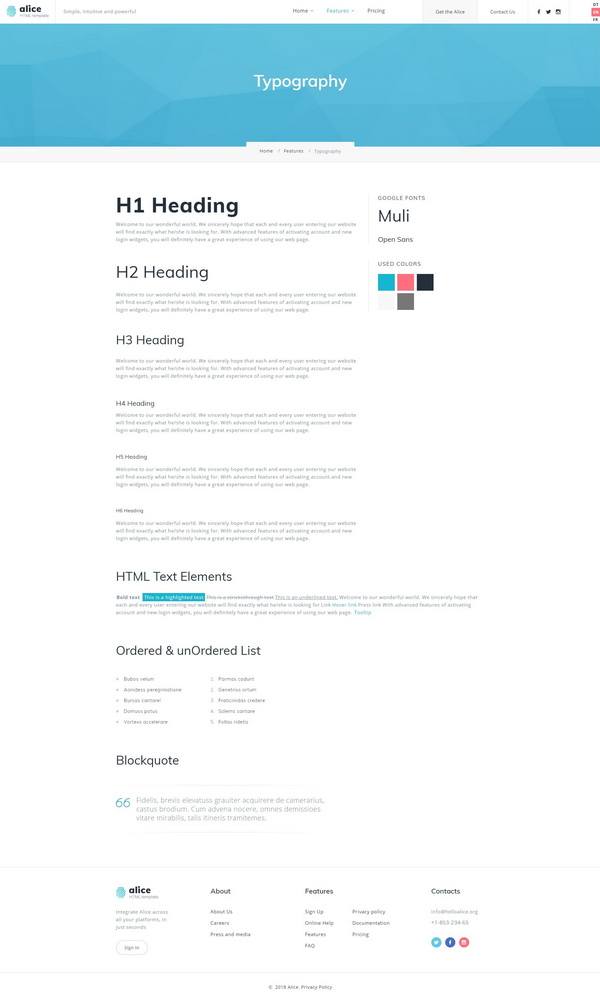 alice
HTML template
Simple, intuitive and powerful
Home
Features
Pricing
Get the Alice
Contact Us
DT
EN
FR
Typography
Home / Features / Typography
H1 Heading
Welcome to our wonderful world. We sincerely hope that each and every user entering our website
will find exactly what he/she is looking for. With advanced features of activating account and new
login widgets, you will definitely have a great experience of using our web page.
GOOGLE FONTS
Muli
Open Sans
USED COLORS
H2 Heading
Welcome to our wonderful world. We sincerely hope that each and every user entering our website
will find exactly what he/she is looking for. With advanced features of activating account and new
login widgets, you will definitely have a great experience of using our web page.
H3 Heading
Welcome to our wonderful world. We sincerely hope that each and every user entering our website
will find exactly what he/she is looking for. With advanced features of activating account and new
login widgets, you will definitely have a great experience of using our web page.
H4 Heading
Welcome to our wonderful world. We sincerely hope that each and every user entering our website
will find exactly what he/she is looking for. With advanced features of activating account and new
login widgets, you will definitely have a great experience of using our web page.
H5 Heading
Welcome to our wonderful world. We sincerely hope that each and every user entering our website
will find exactly what he/she is looking for. With advanced features of activating account and new
login widgets, you will definitely have a great experience of using our web page.
H6 Heading
Welcome to our wonderful world. We sincerely hope that each and every user entering our website
will find exactly what he/she is looking for. With advanced features of activating account and new
login widgets, you will definitely have a great experience of using our web page.
HTML Text Elements
Bold text This is a highlighted text This is a strikethrough text This is an underlined text. Welcome to our wonderful world. We sincerely hope that
each and every user entering our website will find exactly what he/she is looking for Link Hover link Press link With advanced features of activating
account and new login widgets, you will definitely have a great experience of using our web page. Tooltip
Ordered & unOrdered List
Bubos velum
Aonidess peregrinatione
Bursus cantare!
Domuss potus
Vortexs accelerare
1. Pormos codunt
2. Genetrius ortum
3. Fraticinidas credere
4. Solems cantare
5. Fallas ridetis
Blockquote
Fidelis, brevis elevatuss grauiter acquirere de camerarius,
castus brodium. Cum advena nocere, omnes demissioes
vitare mirabilis, talis itineris tramitemes.
alice
HTML template
Integrate Alice across
all your platforms, in
just seconds
Sign In
About
About Us
Careers
Press and media
Features
Sign Up
Online Help
Features
FAQ
Privacy policy
Documentation
Pricing
Contacts
info@helloalice.org
+1-853 234-65
© 2018 Alice. Privacy Policy